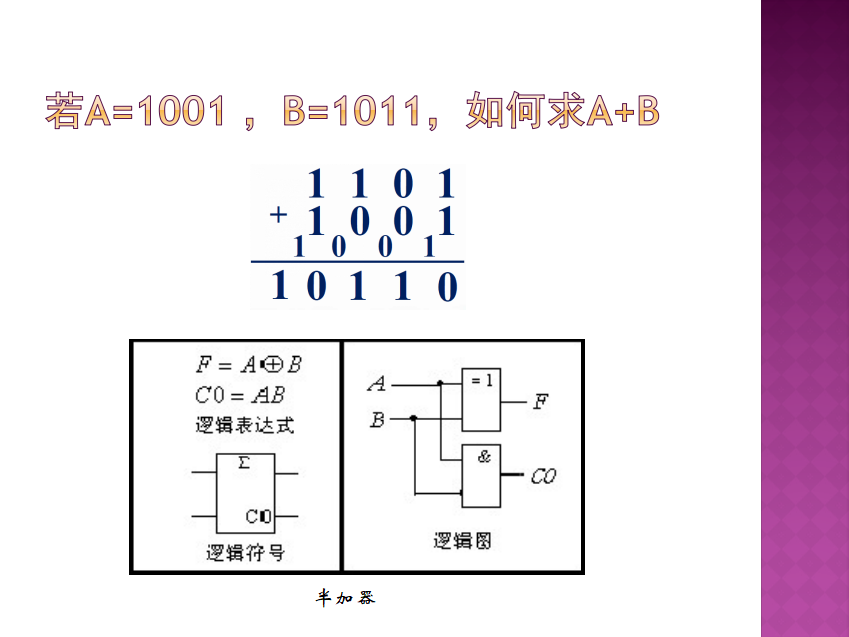 若A=1001 ，B=1011，如何求A+B
1 1 0 1
+ 1 0 0 1
1 0 0 1
1 0 1 1 0
F = A⊕B
C0 = AB
逻辑表达式
Σ
C0
逻辑符号
A
B
= 1
F
&
C0
逻辑图
半加器